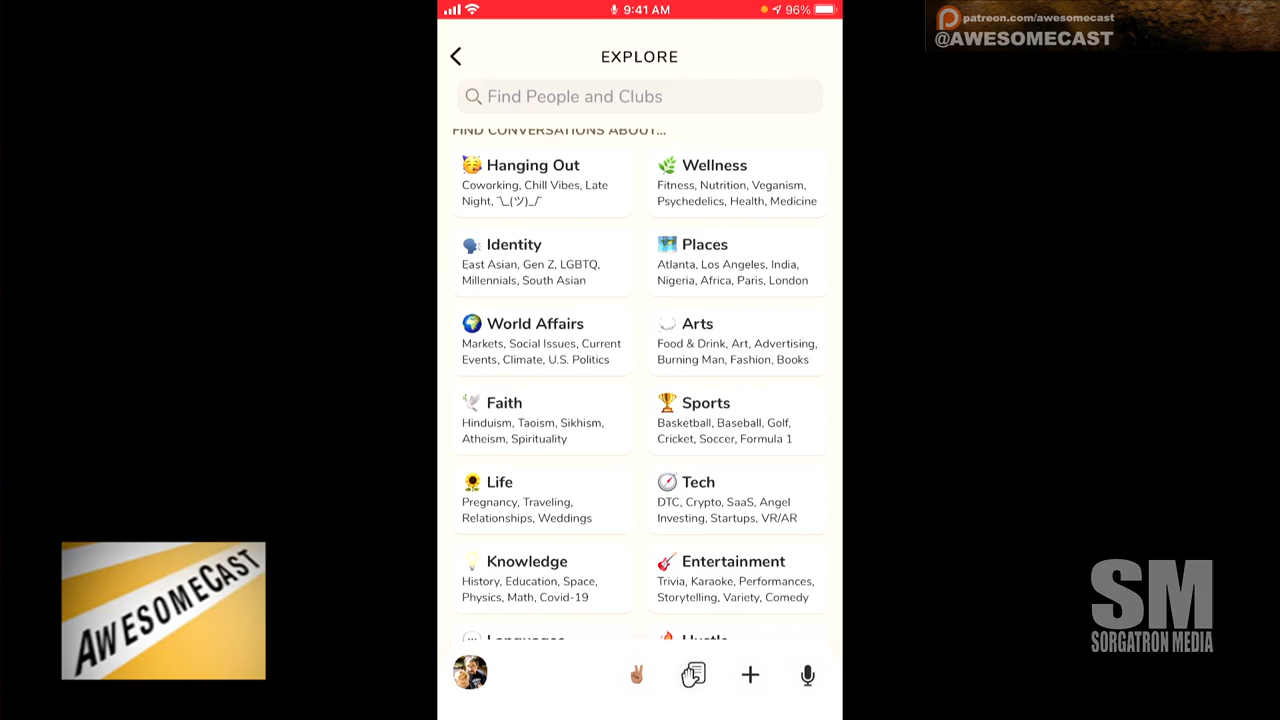 9:41 AM
96%
patreon.com/awesomecast
@AWESOMECAST
EXPLORE
Find People and Clubs
FIND CONVERSATIONS ABOUT...
Hanging Out
Coworking, Chill Vibes, Late
Night, ¯\_(ツ)_/¯
Wellness
Fitness, Nutrition, Veganism,
Psychedelics, Health, Medicine
Identity
East Asian, Gen Z, LGBTQ,
Millennials, South Asian
Places
Atlanta, Los Angeles, India,
Nigeria, Africa, Paris, London
World Affairs
Markets, Social Issues, Current
Events, Climate, U.S. Politics
Arts
Food & Drink, Art, Advertising,
Burning Man, Fashion, Books
Faith
Hinduism, Taoism, Sikhism,
Atheism, Spirituality
Sports
Basketball, Baseball, Golf,
Cricket, Soccer, Formula 1
Life
Pregnancy, Traveling,
Relationships, Weddings
Tech
DTC, Crypto, SaaS, Angel
Investing, Startups, VR/AR
Knowledge
History, Education, Space,
Physics, Math, Covid-19
Entertainment
Trivia, Karaoke, Performances,
Storytelling, Variety, Comedy
Languages
Hustle
AWESOMECAST
SM
SORGATRON MEDIA